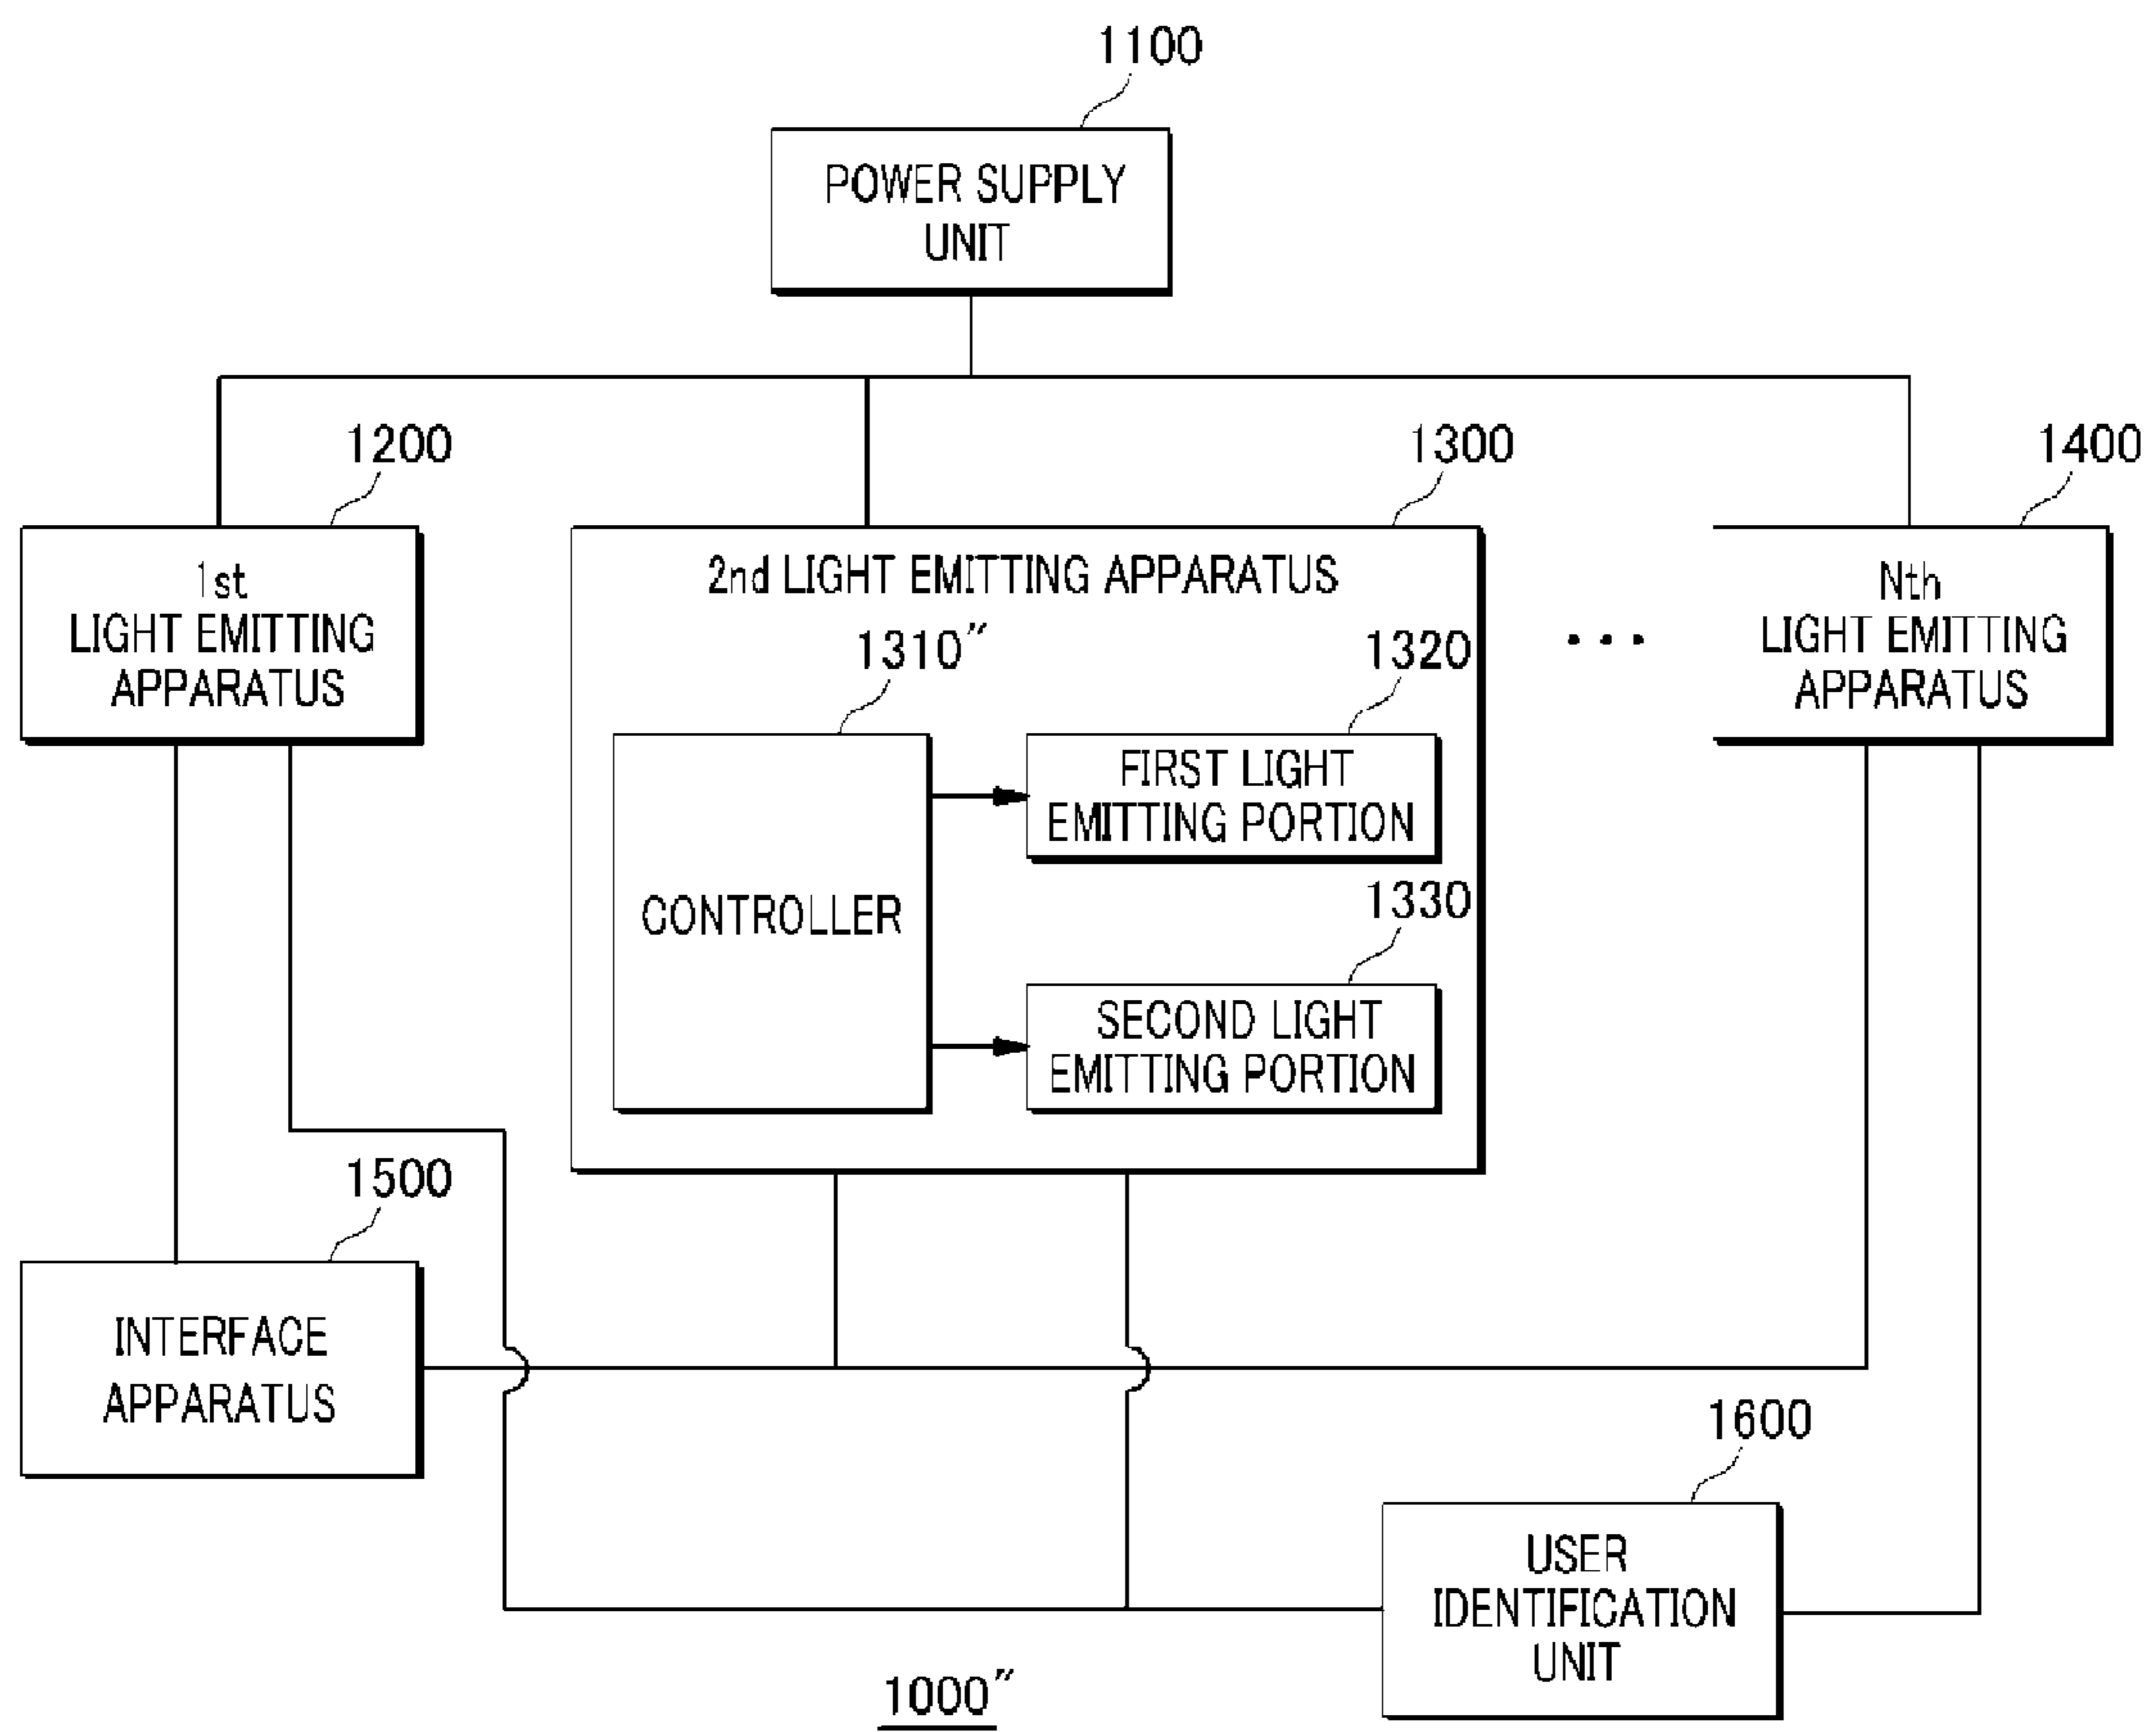 1100
POWER SUPPLY
UNIT
1200
1st
LIGHT EMITTING
APPARATUS
1300
2nd LIGHT EMITTING APPARATUS
1310″
CONTROLLER
1320
FIRST LIGHT
EMITTING PORTION
1330
SECOND LIGHT
EMITTING PORTION
...
1400
Nth
LIGHT EMITTING
APPARATUS
1500
INTERFACE
APPARATUS
1600
USER
IDENTIFICATION
UNIT
1000″